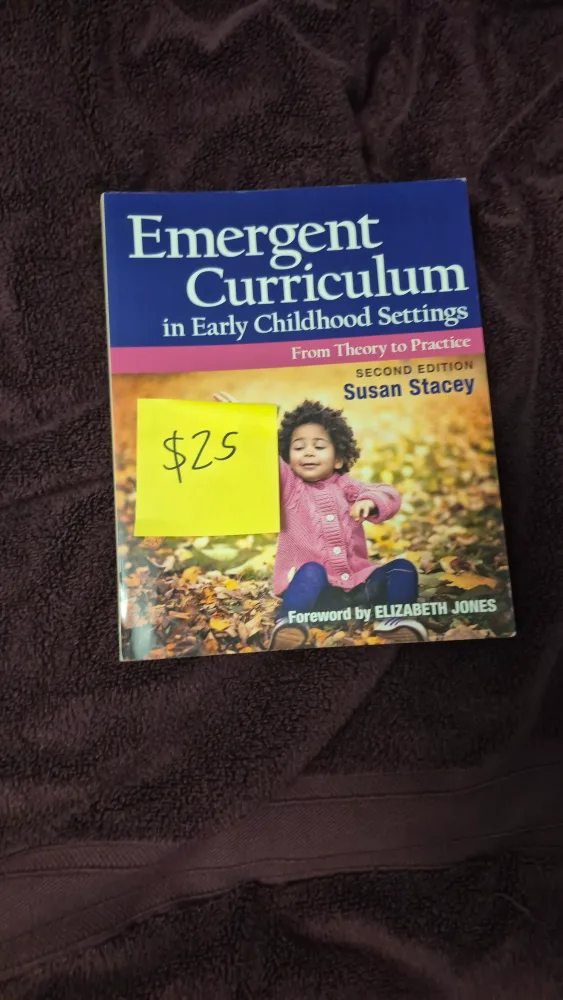 Emergent
Curriculum
in Early Childhood Settings
From Theory to Practice
SECOND EDITION
Susan Stacey
$25
Foreword by ELIZABETH JONES